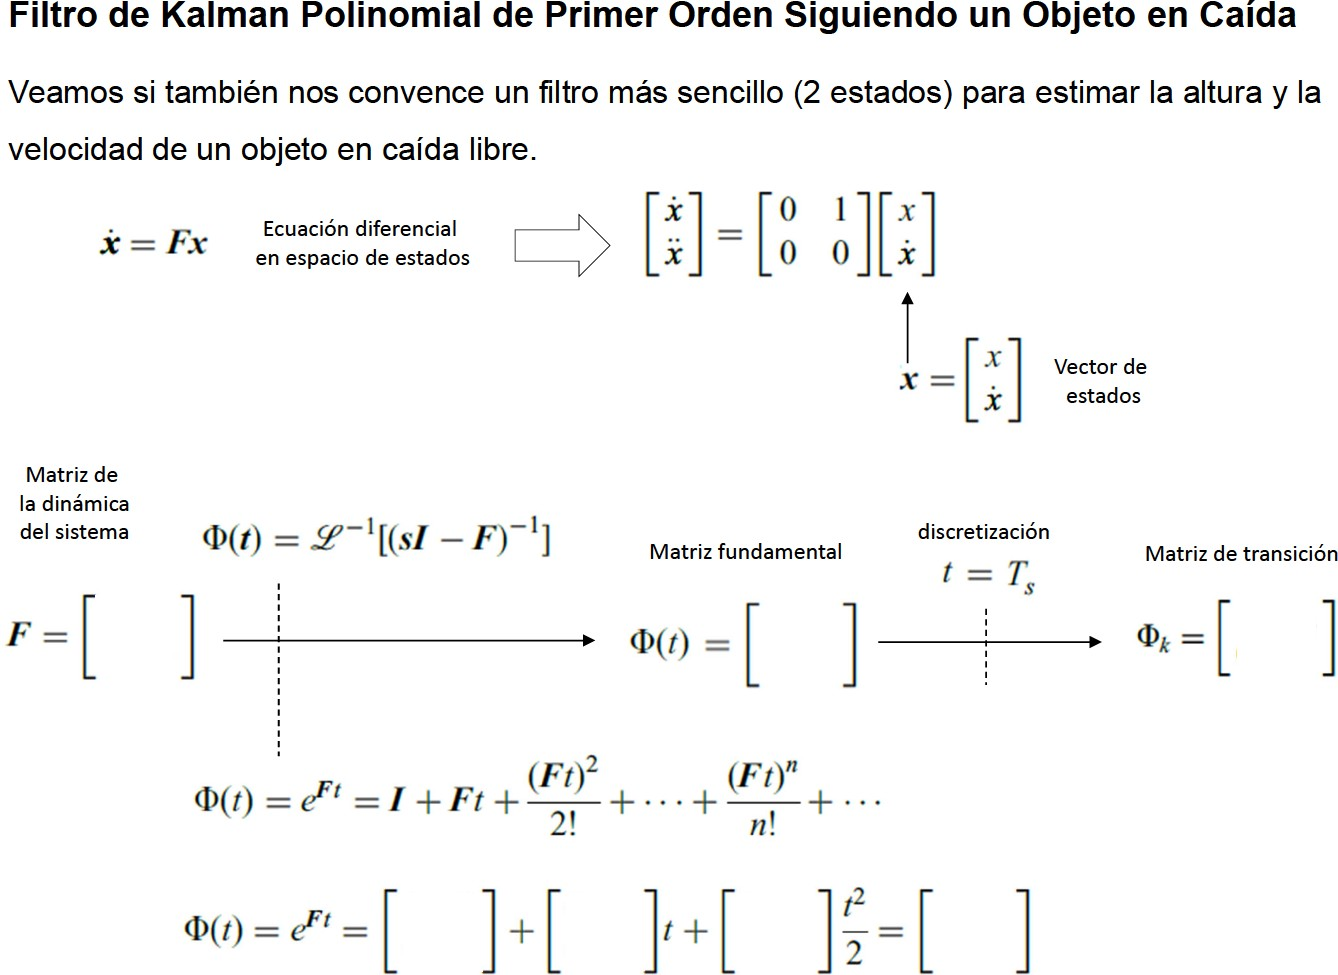 Filtro de Kalman Polinomial de Primer Orden Siguiendo un Objeto en Caída
Veamos si también nos convence un filtro más sencillo (2 estados) para estimar la altura y la
velocidad de un objeto en caída libre.
ẋ = Fx
Ecuación diferencial
en espacio de estados
[ẋ ẍ] = [0 1 0 0][x ẋ]
x = [x ẋ]
Vector de
estados
Matriz de
la dinámica
del sistema
Φ(t) = ℒ⁻¹[(sI − F)⁻¹]
Matriz fundamental
discretización
t = Tₛ
Matriz de transición
F = [ ]
Φ(t) = [ ]
Φₖ = [ ]
Φ(t) = e^{Ft} = I + Ft + (Ft)²/2! + ··· + (Ft)ⁿ/n! + ···
Φ(t) = e^{Ft} = [ ] + [ ]t + [ ]t²/2 = [ ]